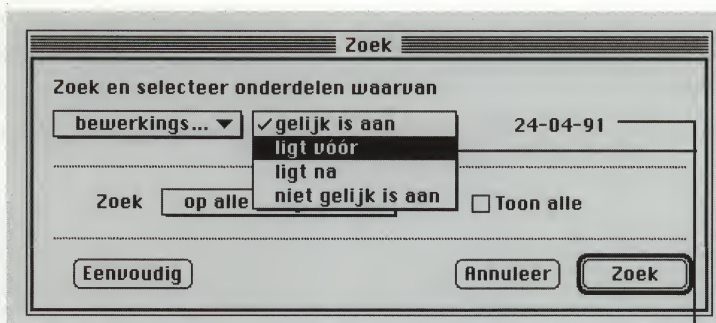 Zoek
Zoek en selecteer onderdelen waarvan
bewerkings... ▼ ✓gelijk is aan 24-04-91
ligt vóór
ligt na
niet gelijk is aan
Zoek op alle Toon alle
Eenvoudig Annuleer Zoek